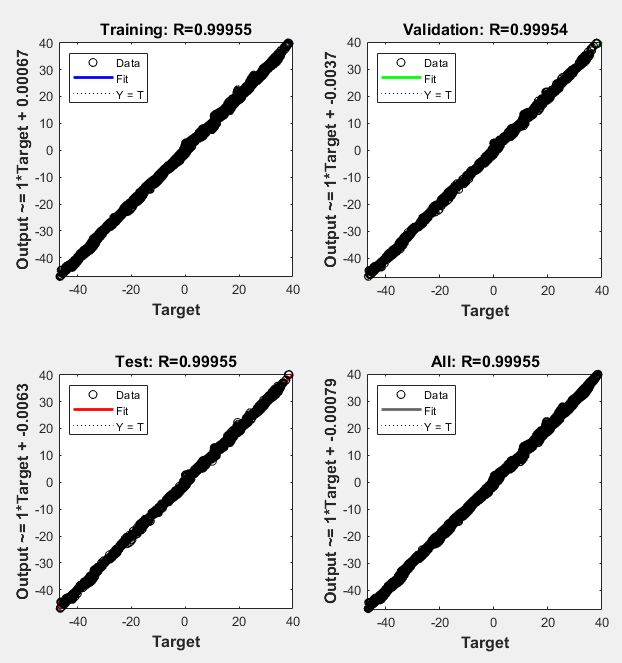 Training: R=0.99955
Output ~= 1*Target + 0.00067
40
30
20
10
0
-10
-20
-30
-40
Data
Fit
Y = T
-40 -20 0 20 40
Target
Validation: R=0.99954
Output ~= 1*Target + -0.0037
40
30
20
10
0
-10
-20
-30
-40
Data
Fit
Y = T
-40 -20 0 20 40
Target
Test: R=0.99955
Output ~= 1*Target + -0.0063
40
30
20
10
0
-10
-20
-30
-40
Data
Fit
Y = T
-40 -20 0 20 40
Target
All: R=0.99955
Output ~= 1*Target + -0.00079
40
30
20
10
0
-10
-20
-30
-40
Data
Fit
Y = T
-40 -20 0 20 40
Target